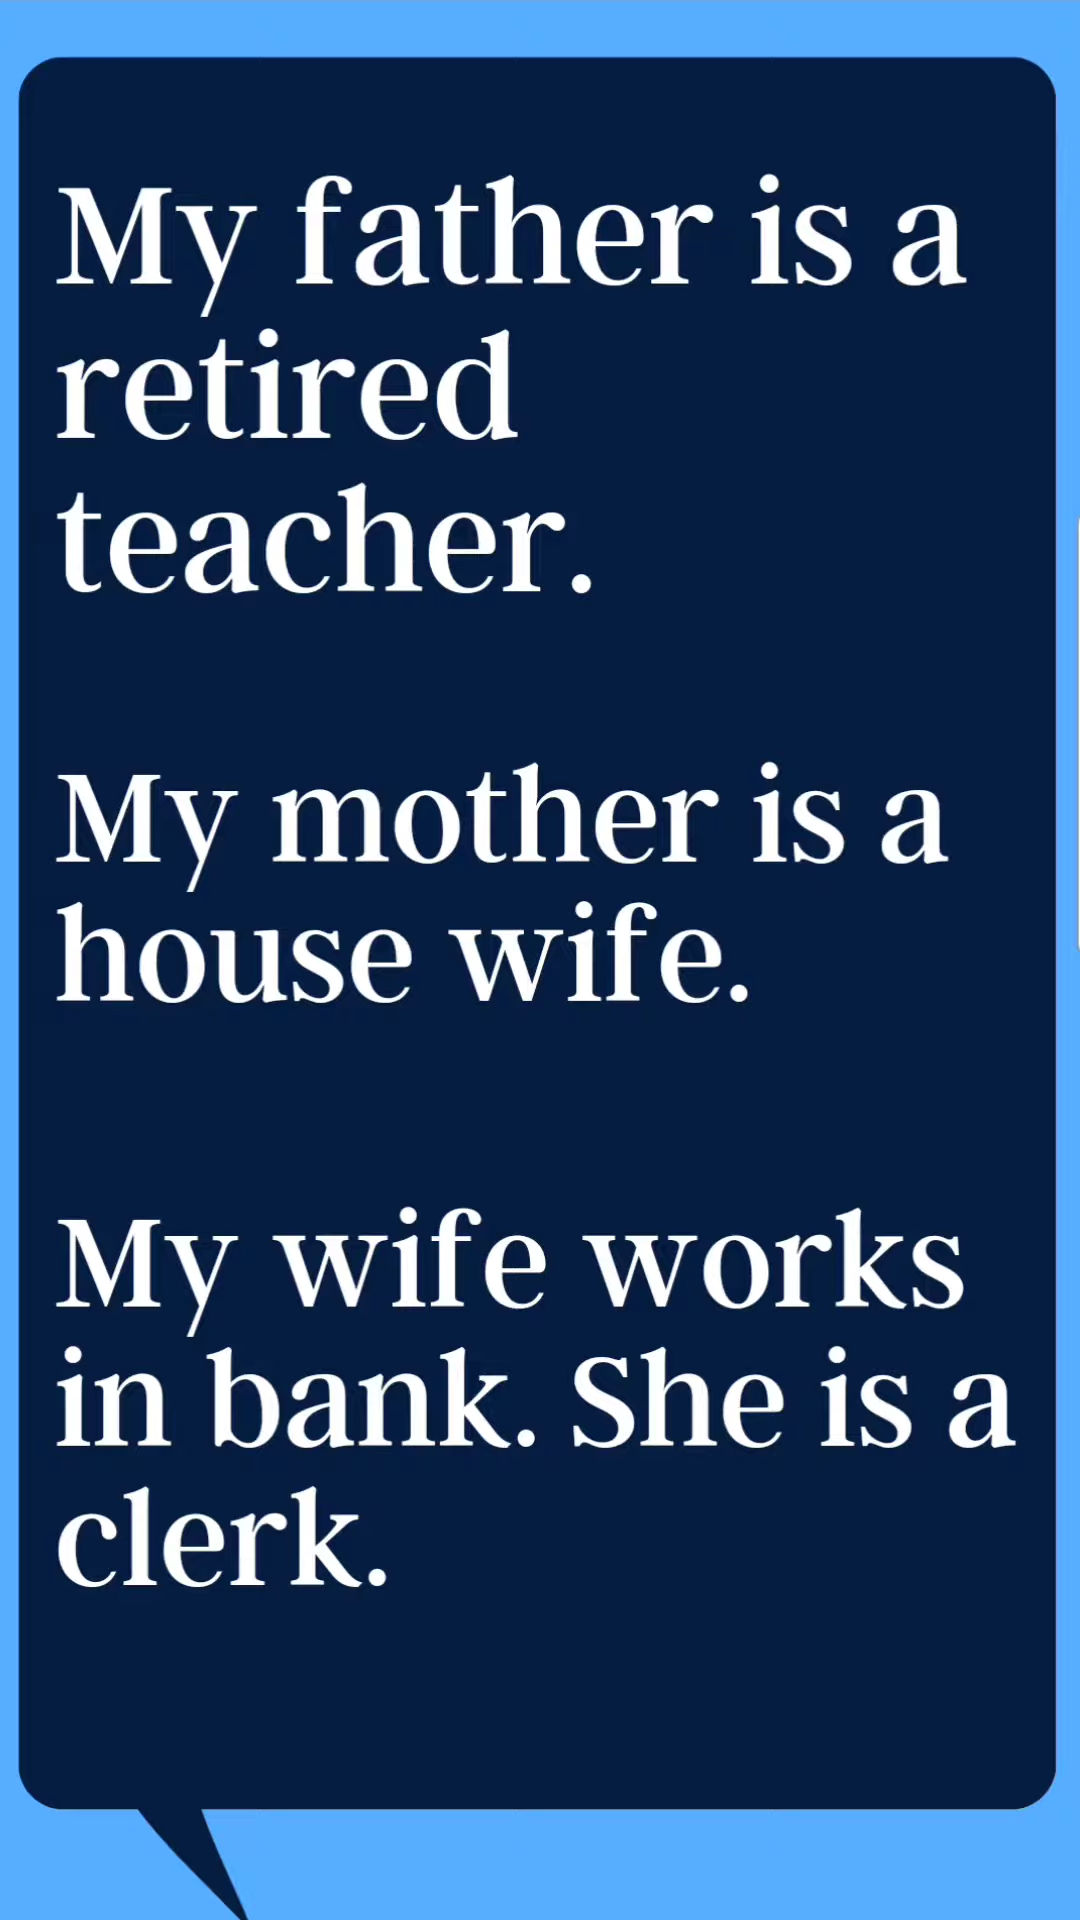 My father is a
retired
teacher.
My mother is a
house wife.
My wife works
in bank. She is a
clerk.